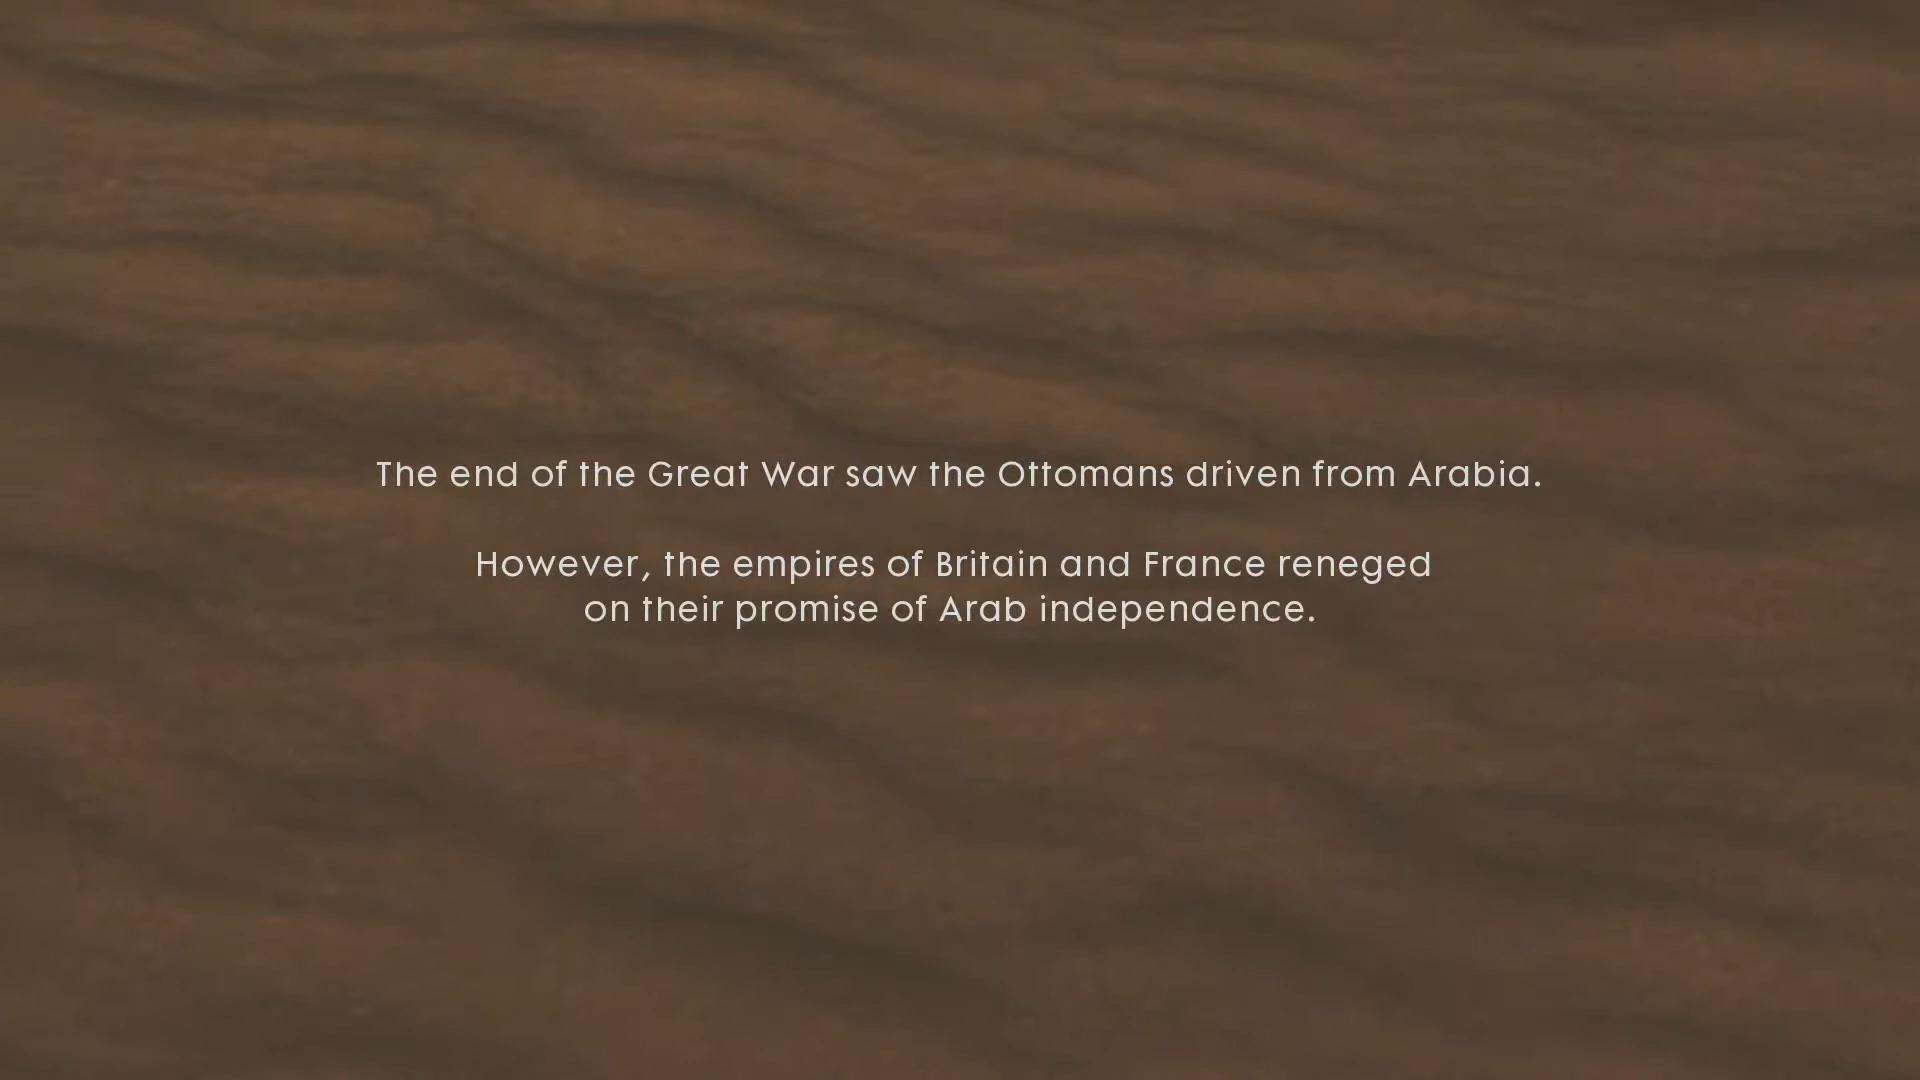 The end of the Great War saw the Ottomans driven from Arabia.
However, the empires of Britain and France reneged
on their promise of Arab independence.